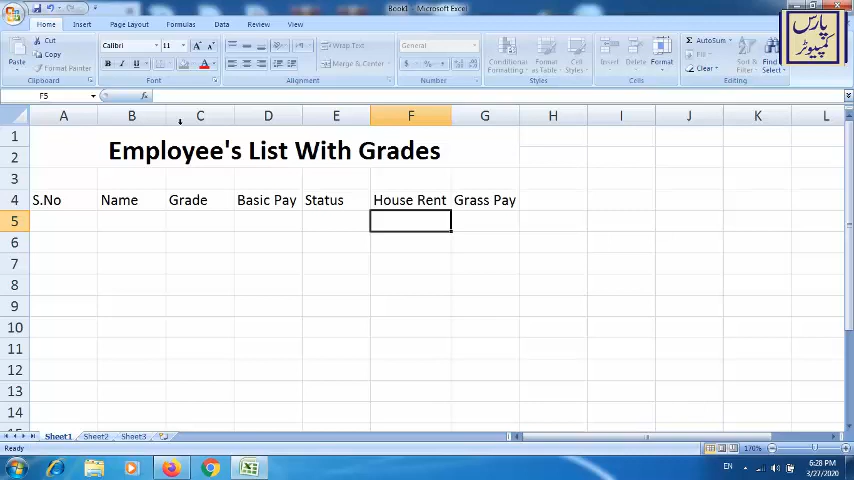 Book1 - Microsoft Excel
Home Insert Page Layout Formulas Data Review View
Cut
Copy
Format Painter
Paste
Clipboard
Calibri 11
B I U
Font
Wrap Text
Merge & Center
Alignment
General
$ % ,
Number
Conditional Formatting
Format as Table
Cell Styles
Styles
Insert Delete Format
Cells
AutoSum
Clear
Sort & Filter
Find & Select
Editing
پارس
کمپیوٹر
F5 fx
A B C D E F G H I J K L
1
Employee's List With Grades
2
3
4 S.No Name Grade Basic Pay Status House Rent Grass Pay
5
6
7
8
9
10
11
12
13
14
Sheet1 Sheet2 Sheet3
Ready 170%
EN 6:28 PM
3/27/2020